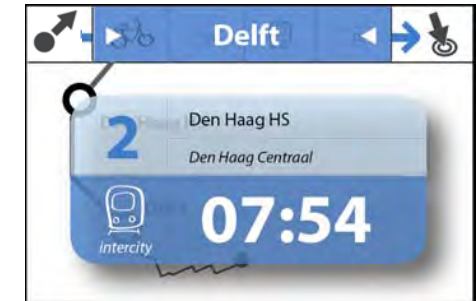 Delft
2
Den Haag HS
Den Haag Centraal
intercity
07:54